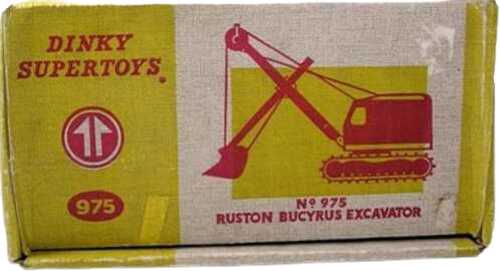 DINKY
SUPERTOYS®
975
Nº 975
RUSTON BUCYRUS EXCAVATOR